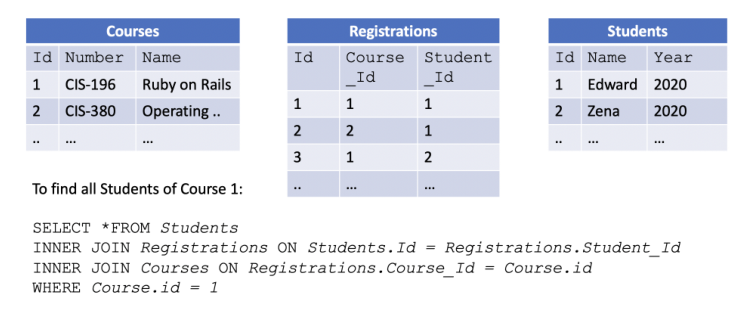 Courses
Id Number Name
1 CIS-196 Ruby on Rails
2 CIS-380 Operating ..
.. ... ...
Registrations
Id Course_Id Student_Id
1 1 1
2 2 1
3 1 2
.. ... ...
Students
Id Name Year
1 Edward 2020
2 Zena 2020
.. ... ...
To find all Students of Course 1:
SELECT *FROM Students
INNER JOIN Registrations ON Students.Id = Registrations.Student_Id
INNER JOIN Courses ON Registrations.Course_Id = Course.id
WHERE Course.id = 1